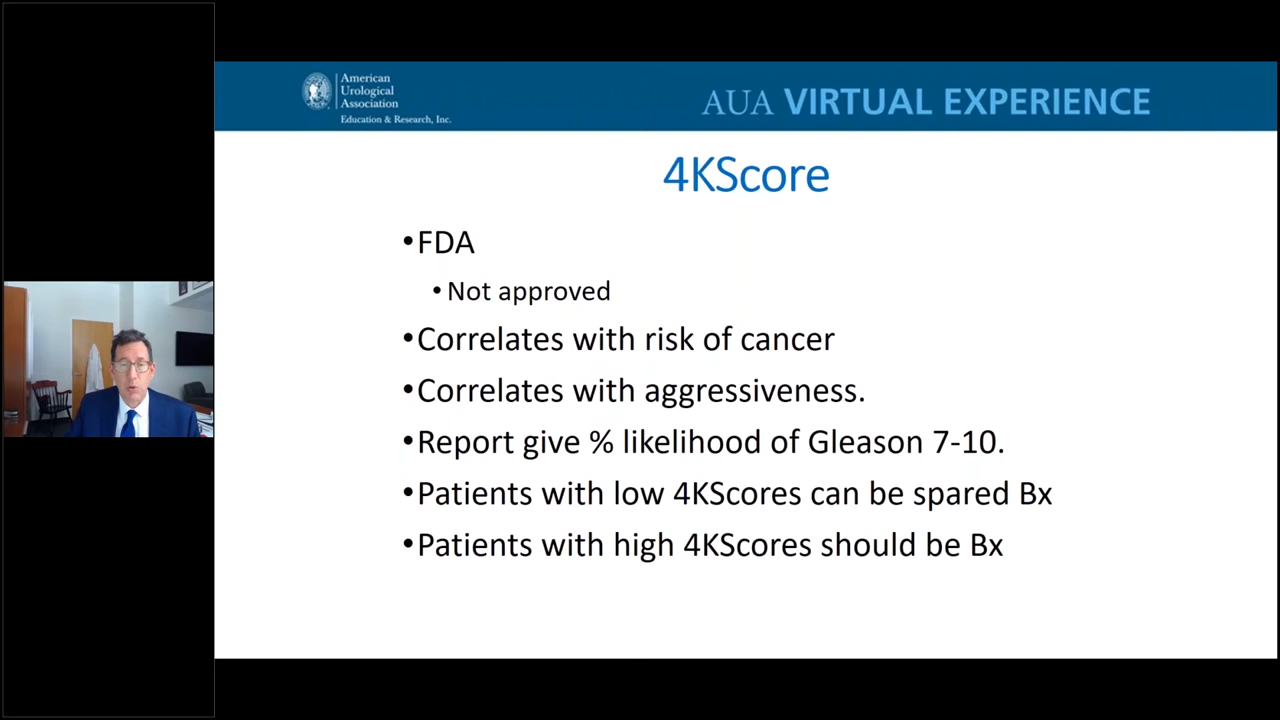 American
Urological
Association
Education & Research, Inc.
AUA VIRTUAL EXPERIENCE
4KScore
•FDA
• Not approved
•Correlates with risk of cancer
•Correlates with aggressiveness.
•Report give % likelihood of Gleason 7-10.
•Patients with low 4KScores can be spared Bx
•Patients with high 4KScores should be Bx